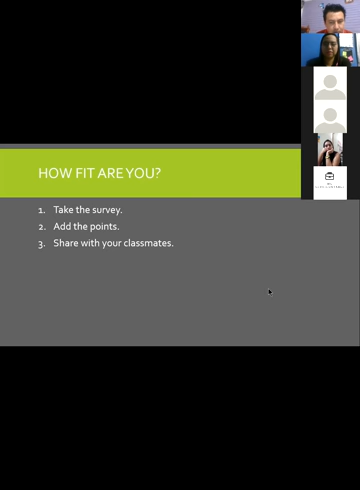 HOW FIT ARE YOU?
1. Take the survey.
2. Add the points.
3. Share with your classmates.